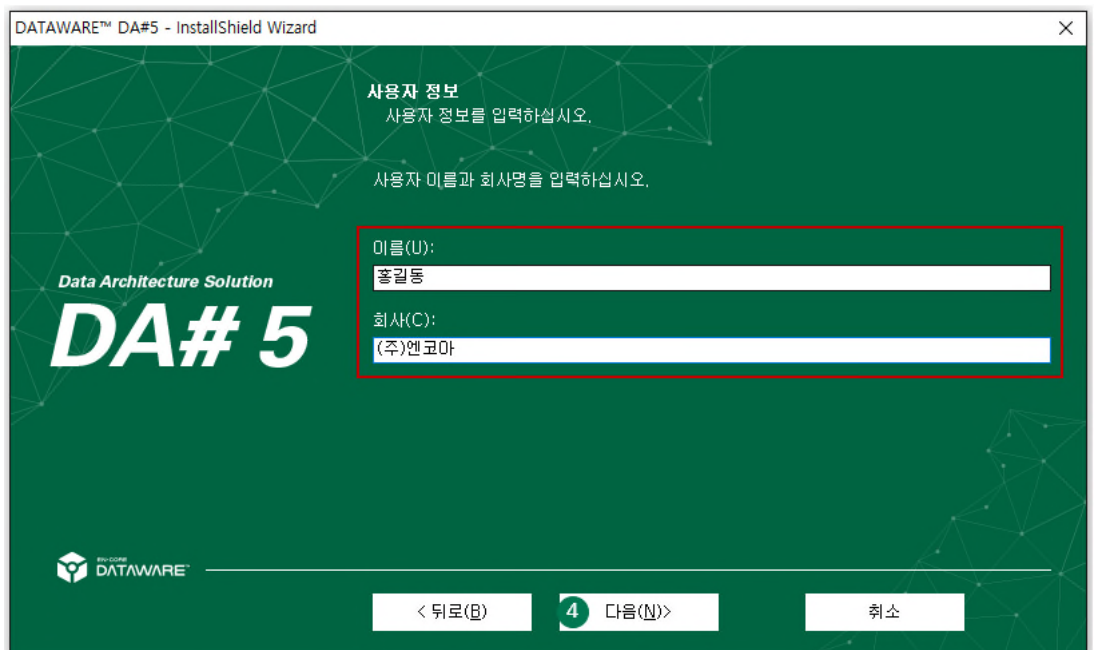 DATAWARE™ DA#5 - InstallShield Wizard
사용자 정보
사용자 정보를 입력하십시오.
사용자 이름과 회사명을 입력하십시오.
이름(U):
홍길동
Data Architecture Solution
DA# 5
회사(C):
(주)엔코아
EN-CORE
DATAWARE™
< 뒤로(B)
4 다음(N)>
취소